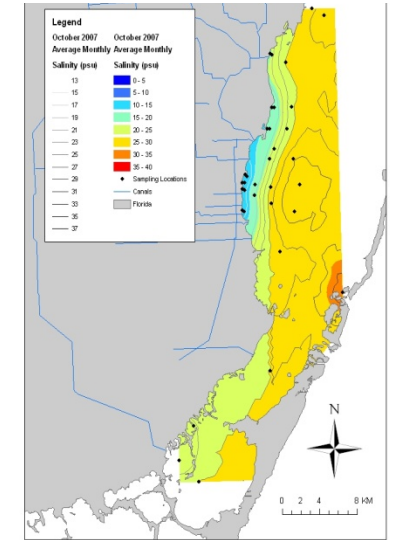 Legend
October 2007 October 2007
Average Monthly Average Monthly
Salinity (psu) Salinity (psu)
13 0 - 5
15 5 - 10
17 10 - 15
19 15 - 20
21 20 - 25
23 25 - 30
25 30 - 35
27 35 - 40
29 Sampling Locations
31 Canals
33 Florida
35
37
N
0 2 4 8 KM